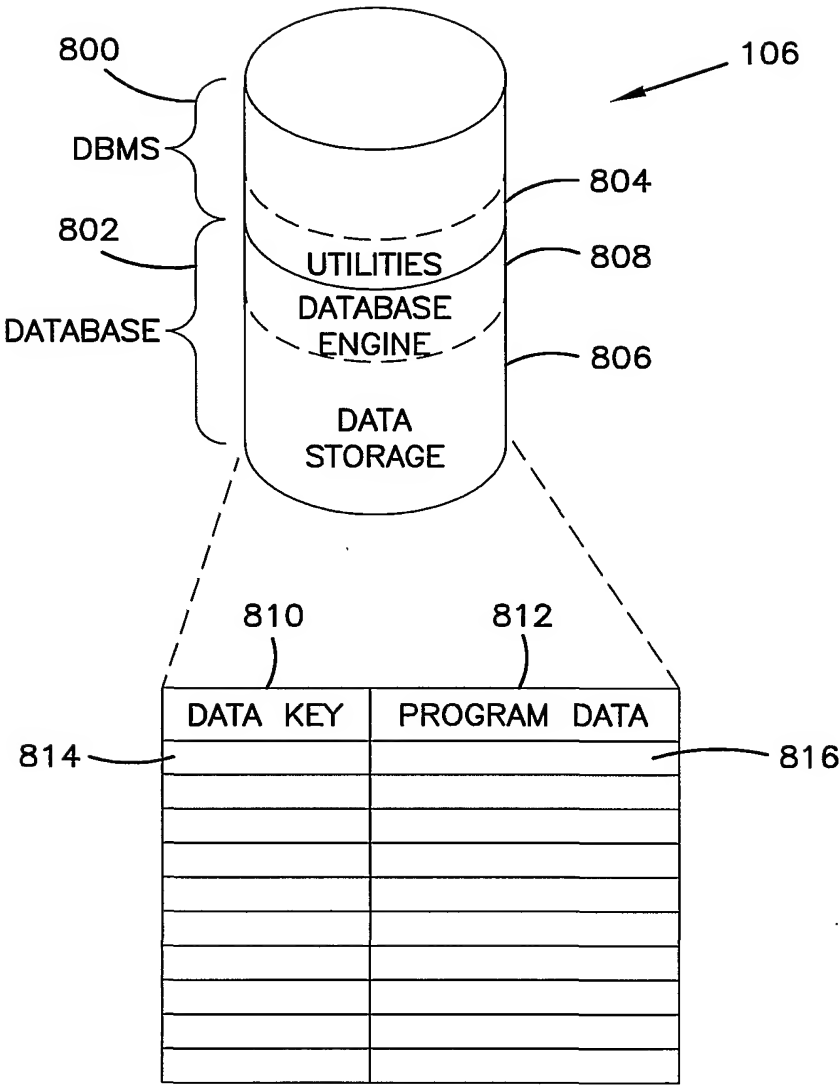 800
106
DBMS
804
802
UTILITIES
808
DATABASE
DATABASE
ENGINE
806
DATA
STORAGE
810
812
DATA KEY
PROGRAM DATA
814
816